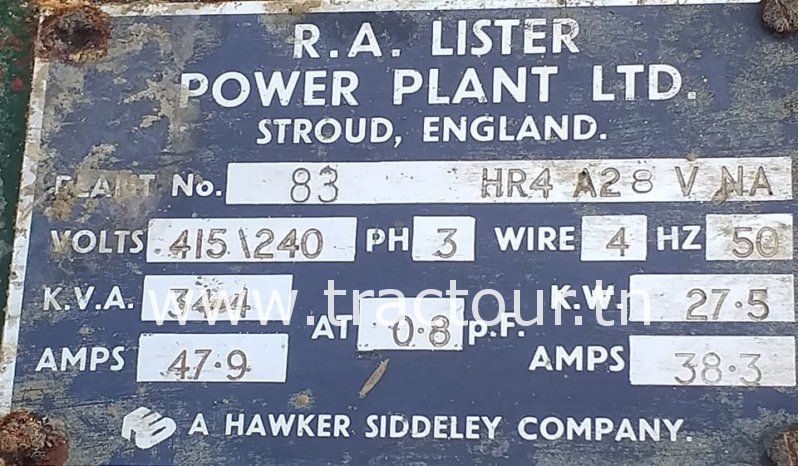 R.A. LISTER
POWER PLANT LTD.
STROUD, ENGLAND.
PLANT No. 83 HR4 A28 V NA
VOLTS 415\240 PH 3 WIRE 4 HZ 50
K.V.A. 34.4 AT 0.8 p.F. K.W. 27.5
AMPS 47.9 AMPS 38.3
A HAWKER SIDDELEY COMPANY.
www.tractour.tn